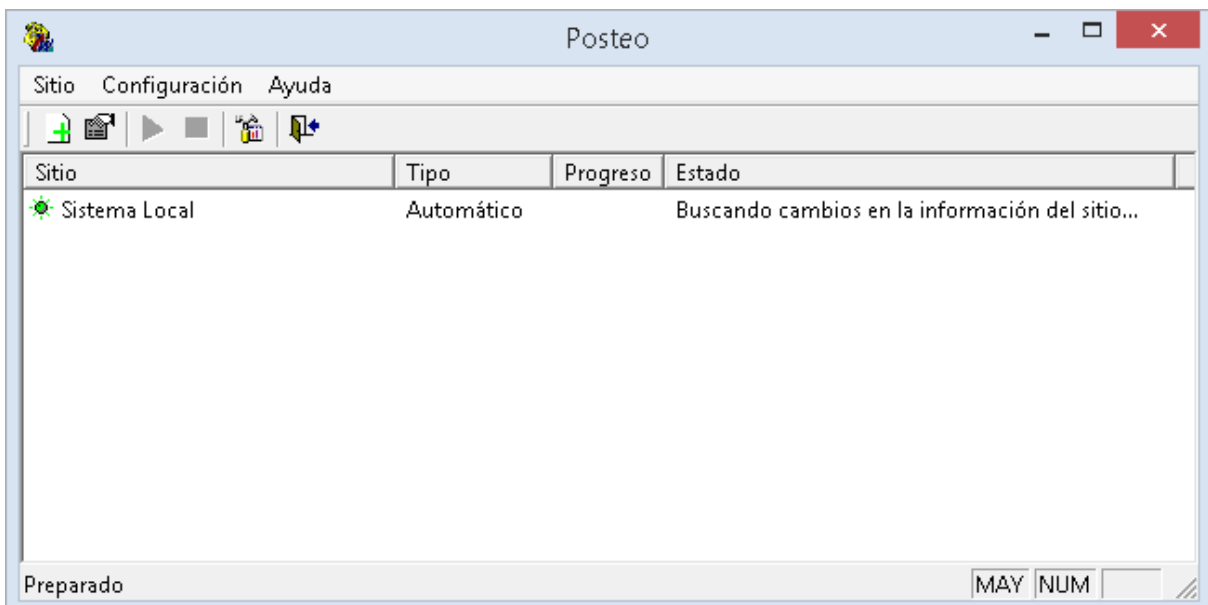 Posteo
Sitio Configuración Ayuda
Sitio Tipo Progreso Estado
Sistema Local Automático Buscando cambios en la información del sitio...
Preparado MAY NUM